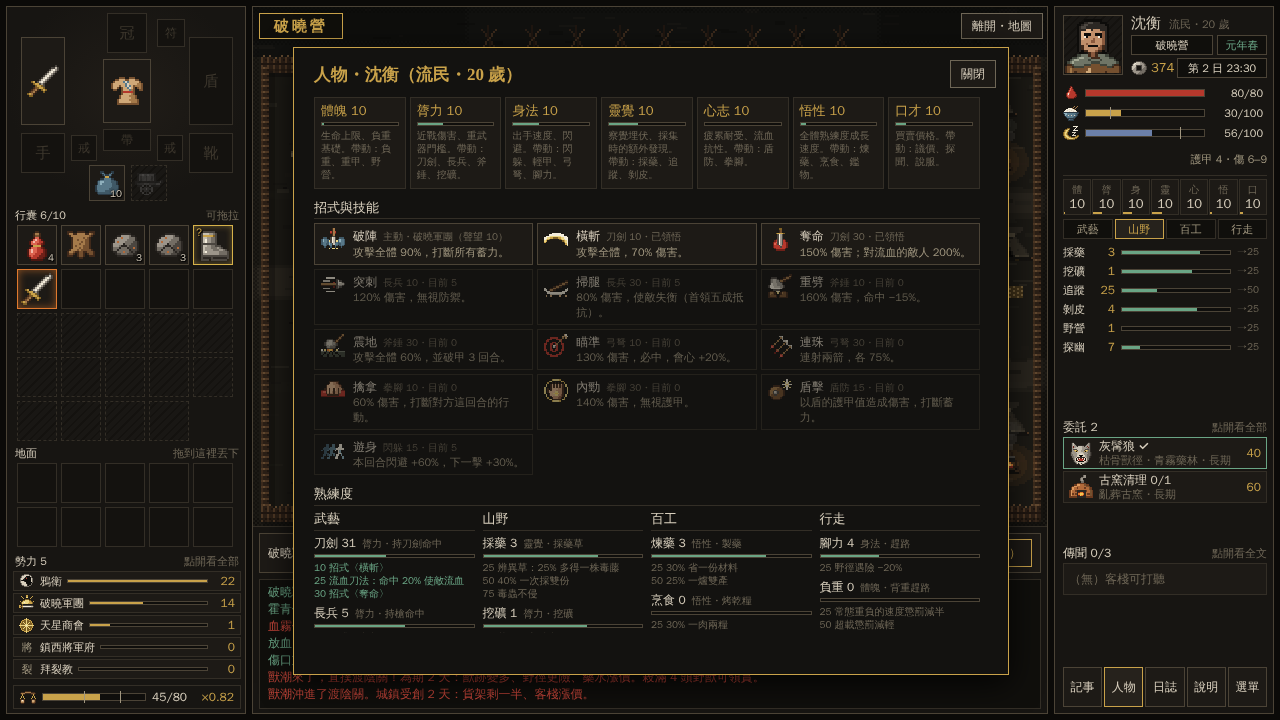 冠
符
盾
手
戒
帶
戒
靴
10
行囊 6/10
可拖拉
4
3
3
?
地面
拖到這裡丟下
勢力 5
點開看全部
鴉衛
22
破曉軍團
14
天星商會
1
將
鎮西將軍府
0
裂
拜裂教
0
45/80
×0.82
破曉營
離開・地圖
人物・沈衡（流民・20 歲）
關閉
體魄 10
生命上限、負重
基礎。帶動：負
重、重甲、野
營。
膂力 10
近戰傷害、重武
器門檻。帶動：
刀劍、長兵、斧
錘、挖礦。
身法 10
出手速度、閃
避。帶動：閃
躲、輕甲、弓
弩、腳力。
靈覺 10
察覺埋伏、採集
時的額外發現。
帶動：採藥、追
蹤、剝皮。
心志 10
疲累耐受、流血
抗性。帶動：盾
防、拳腳。
悟性 10
全體熟練度成長
速度。帶動：煉
藥、烹食、鑑
物。
口才 10
買賣價格。帶
動：議價、探
聞、說服。
招式與技能
破陣 主動・破曉軍團（聲望 10）
攻擊全體 90%，打斷所有蓄力。
橫斬 刀劍 10・已領悟
攻擊全體，70% 傷害。
奪命 刀劍 30・已領悟
150% 傷害；對流血的敵人 200%。
突刺 長兵 10・目前 5
120% 傷害，無視防禦。
掃腿 長兵 30・目前 5
80% 傷害，使敵失衡（首領五成抵
抗）。
重劈 斧錘 10・目前 0
160% 傷害，命中 −15%。
震地 斧錘 30・目前 0
攻擊全體 60%，並破甲 3 回合。
瞄準 弓弩 10・目前 0
130% 傷害，必中，會心 +20%。
連珠 弓弩 30・目前 0
連射兩箭，各 75%。
擒拿 拳腳 10・目前 0
60% 傷害，打斷對方這回合的行
動。
內勁 拳腳 30・目前 0
140% 傷害，無視護甲。
盾擊 盾防 15・目前 0
以盾的護甲值造成傷害，打斷蓄
力。
遊身 閃躲 15・目前 5
本回合閃避 +60%，下一擊 +30%。
熟練度
武藝
刀劍 31 膂力・持刀劍命中
10 招式〈橫斬〉
25 流血刀法：命中 20% 使敵流血
30 招式〈奪命〉
長兵 5 膂力・持槍命中
山野
採藥 3 靈覺・採藥草
25 辨異草：25% 多得一株毒藤
50 40% 一次採雙份
75 毒蟲不侵
挖礦 1 膂力・挖礦
百工
煉藥 3 悟性・製藥
25 30% 省一份材料
50 25% 一爐雙產
烹食 0 悟性・烤乾糧
25 30% 一肉兩糧
行走
腳力 4 身法・趕路
25 野徑遇險 −20%
負重 0 體魄・背重趕路
25 常態重負的速度懲罰減半
50 超載懲罰減輕
破曉
霍青
血霧
放血
傷口
獸潮沖進了渡陰關。城鎮受創 2 天：貨架剩一半、客棧漲價。
沈衡 流民・20 歲
破曉營
元年春
374
第 2 日 23:30
80/80
30/100
56/100
護甲 4・傷 6–9
體
膂
身
靈
心
悟
口
10
10
10
10
10
10
10
武藝
山野
百工
行走
採藥 3 →25
挖礦 1 →25
追蹤 25 →50
剝皮 4 →25
野營 1 →25
探幽 7 →25
委託 2
點開看全部
灰髯狼 ✓
枯骨獸徑・青霧藥林・長期
40
古窯清理 0/1
亂葬古窯・長期
60
傳聞 0/3
點開看全文
（無）客棧可打聽
記事
人物
日誌
說明
選單